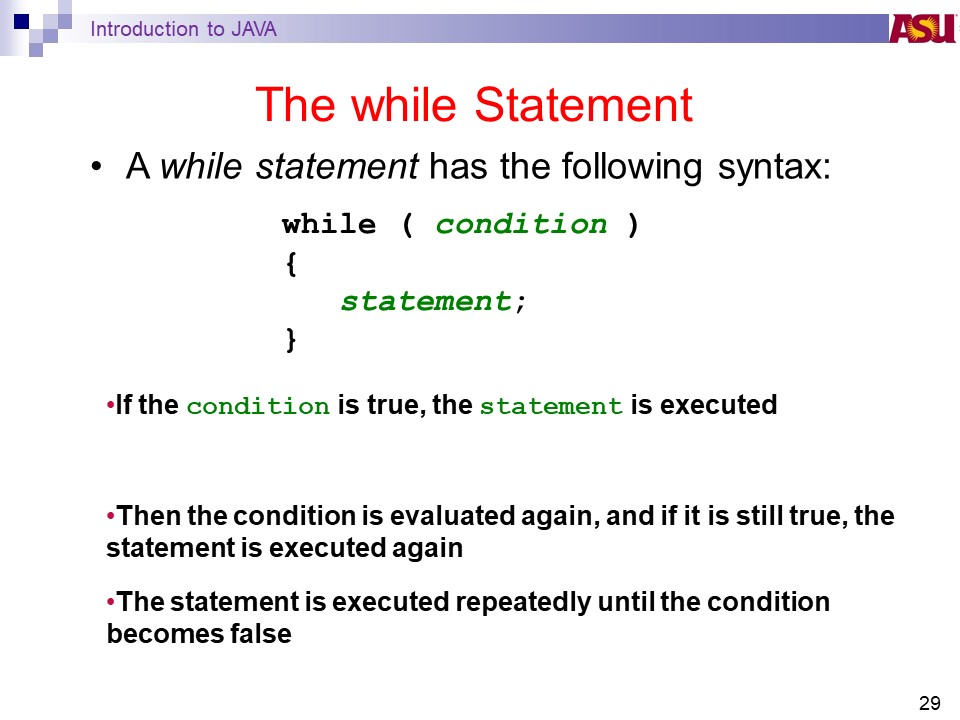 Introduction to JAVA
ASU
The while Statement
• A while statement has the following syntax:
while ( condition )
{
statement;
}
•If the condition is true, the statement is executed
•Then the condition is evaluated again, and if it is still true, the
statement is executed again
•The statement is executed repeatedly until the condition
becomes false
29